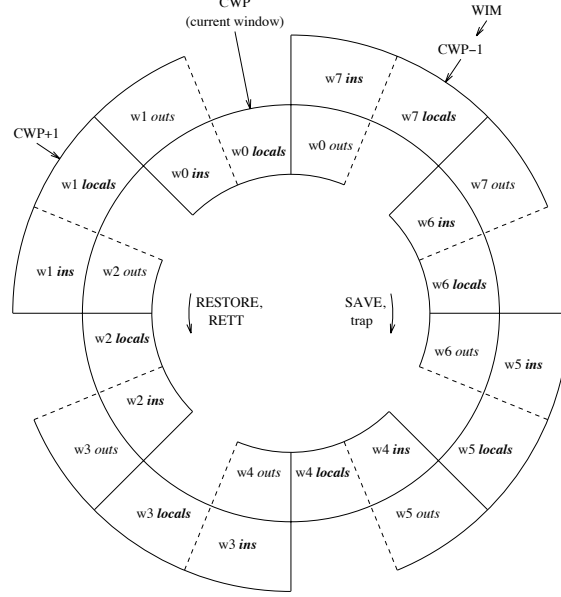 CWP
(current window)
WIM
CWP−1
w7 ins
w1 outs
w7 locals
CWP+1
w0 locals
w0 outs
w0 ins
w1 locals
w7 outs
w6 ins
w1 ins
w2 outs
w6 locals
RESTORE,
RETT
SAVE,
trap
w2 locals
w6 outs
w5 ins
w2 ins
w3 outs
w4 ins
w5 locals
w4 outs
w4 locals
w3 locals
w5 outs
w3 ins